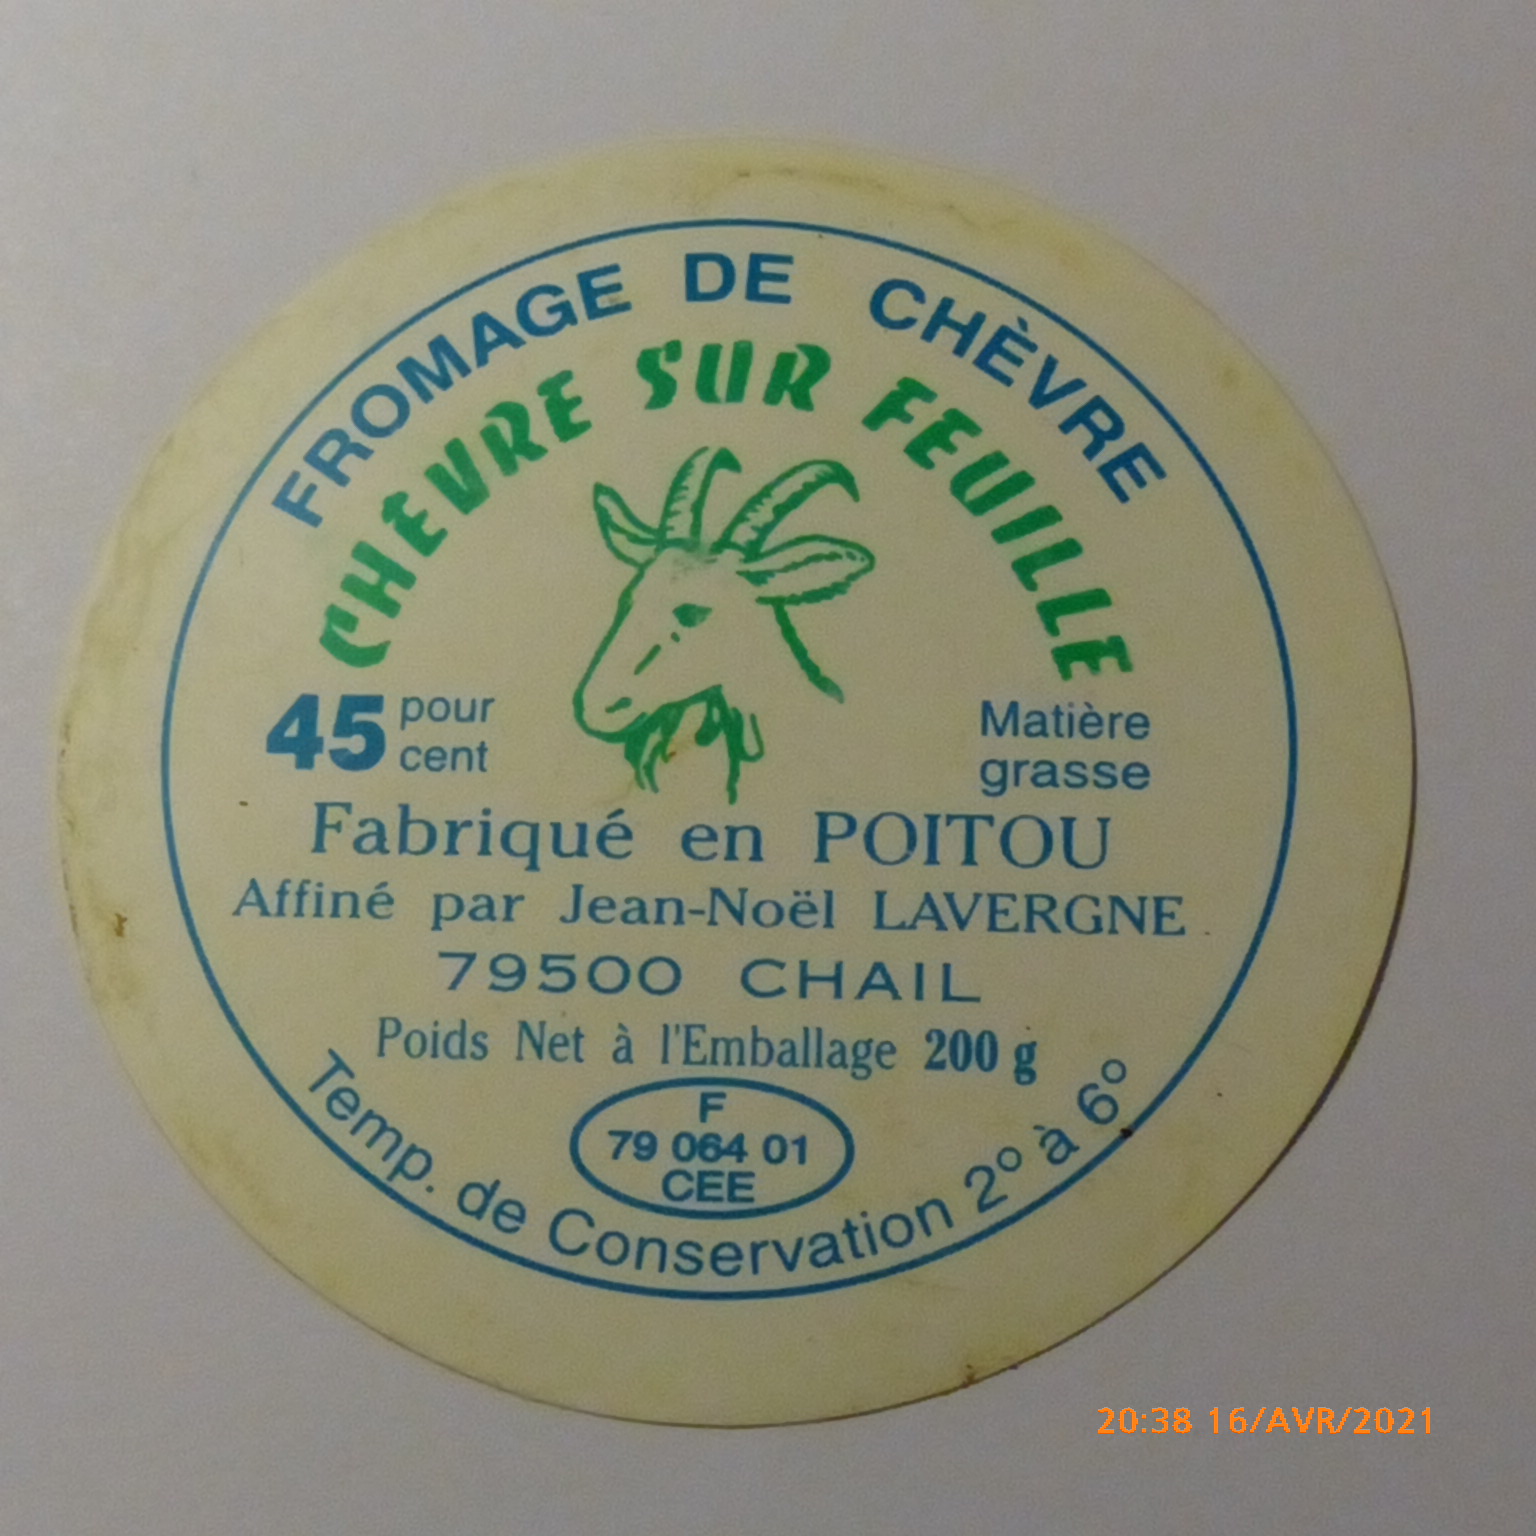 FROMAGE DE CHÈVRE
CHEVRE SUR FEUILLE
45 pour cent
Matière grasse
Fabriqué en POITOU
Affiné par Jean-Noël LAVERGNE
79500 CHAIL
Poids Net à l'Emballage 200 g
F
79 064 01
CEE
Temp. de Conservation 2° à 6°
20:38 16/AVR/2021